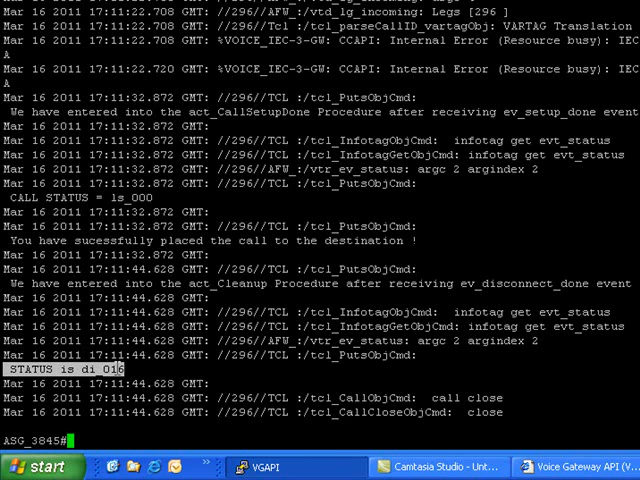 Mar 16 2011 17:11:22.708 GMT: //296//AFW_:/vtd_lg_incoming: Legs [296 ]
Mar 16 2011 17:11:22.708 GMT: //296//Tcl :/tcl_parseCallID_vartagObj: VARTAG Translation
Mar 16 2011 17:11:22.708 GMT: %VOICE_IEC-3-GW: CCAPI: Internal Error (Resource busy): IEC
A
Mar 16 2011 17:11:22.720 GMT: %VOICE_IEC-3-GW: CCAPI: Internal Error (Resource busy): IEC
A
Mar 16 2011 17:11:32.872 GMT: //296//TCL :/tcl_PutsObjCmd:
We have entered into the act_CallSetupDone Procedure after receiving ev_setup_done event
Mar 16 2011 17:11:32.872 GMT:
Mar 16 2011 17:11:32.872 GMT: //296//TCL :/tcl_InfotagObjCmd:  infotag get evt_status
Mar 16 2011 17:11:32.872 GMT: //296//TCL :/tcl_InfotagGetObjCmd: infotag get evt_status
Mar 16 2011 17:11:32.872 GMT: //296//AFW_:/vtr_ev_status: argc 2 argindex 2
Mar 16 2011 17:11:32.872 GMT: //296//TCL :/tcl_PutsObjCmd:
CALL STATUS = ls_000
Mar 16 2011 17:11:32.872 GMT:
Mar 16 2011 17:11:32.872 GMT: //296//TCL :/tcl_PutsObjCmd:
You have sucessfully placed the call to the destination !
Mar 16 2011 17:11:32.872 GMT:
Mar 16 2011 17:11:44.628 GMT: //296//TCL :/tcl_PutsObjCmd:
We have entered into the act_Cleanup Procedure after receiving ev_disconnect_done event
Mar 16 2011 17:11:44.628 GMT:
Mar 16 2011 17:11:44.628 GMT: //296//TCL :/tcl_InfotagObjCmd:  infotag get evt_status
Mar 16 2011 17:11:44.628 GMT: //296//TCL :/tcl_InfotagGetObjCmd: infotag get evt_status
Mar 16 2011 17:11:44.628 GMT: //296//AFW_:/vtr_ev_status: argc 2 argindex 2
Mar 16 2011 17:11:44.628 GMT: //296//TCL :/tcl_PutsObjCmd:
STATUS is di_016
Mar 16 2011 17:11:44.628 GMT:
Mar 16 2011 17:11:44.628 GMT: //296//TCL :/tcl_CallObjCmd:  call close
Mar 16 2011 17:11:44.628 GMT: //296//TCL :/tcl_CallCloseObjCmd:  close
ASG_3845#
start
VGAPI
Camtasia Studio - Unt...
Voice Gateway API (V...